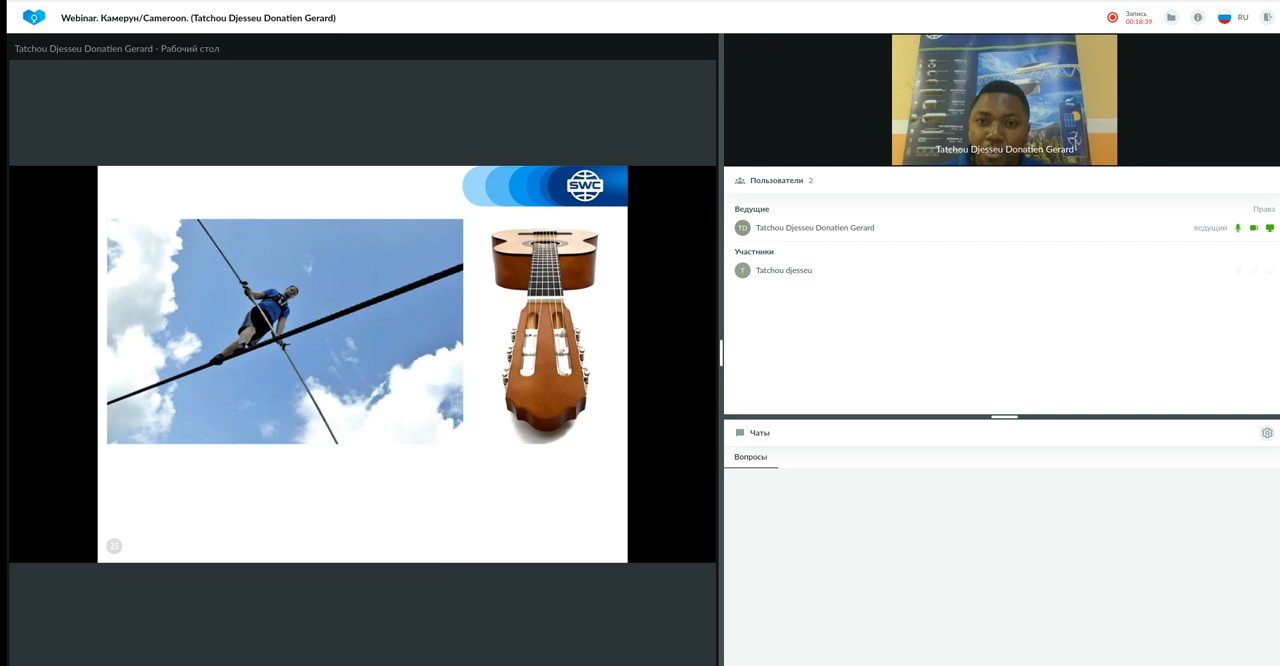 Webinar. Камерун/Cameroon. (Tatchou Djesseu Donatien Gerard)
Запись
00:18:39
RU
Tatchou Djesseu Donatien Gerard - Рабочий стол
SWC
25
Tatchou Djesseu Donatien Gerard
Пользователи 2
Ведущие Права
TD Tatchou Djesseu Donatien Gerard ведущий
Участники
T Tatchou djesseu
Чаты
Вопросы